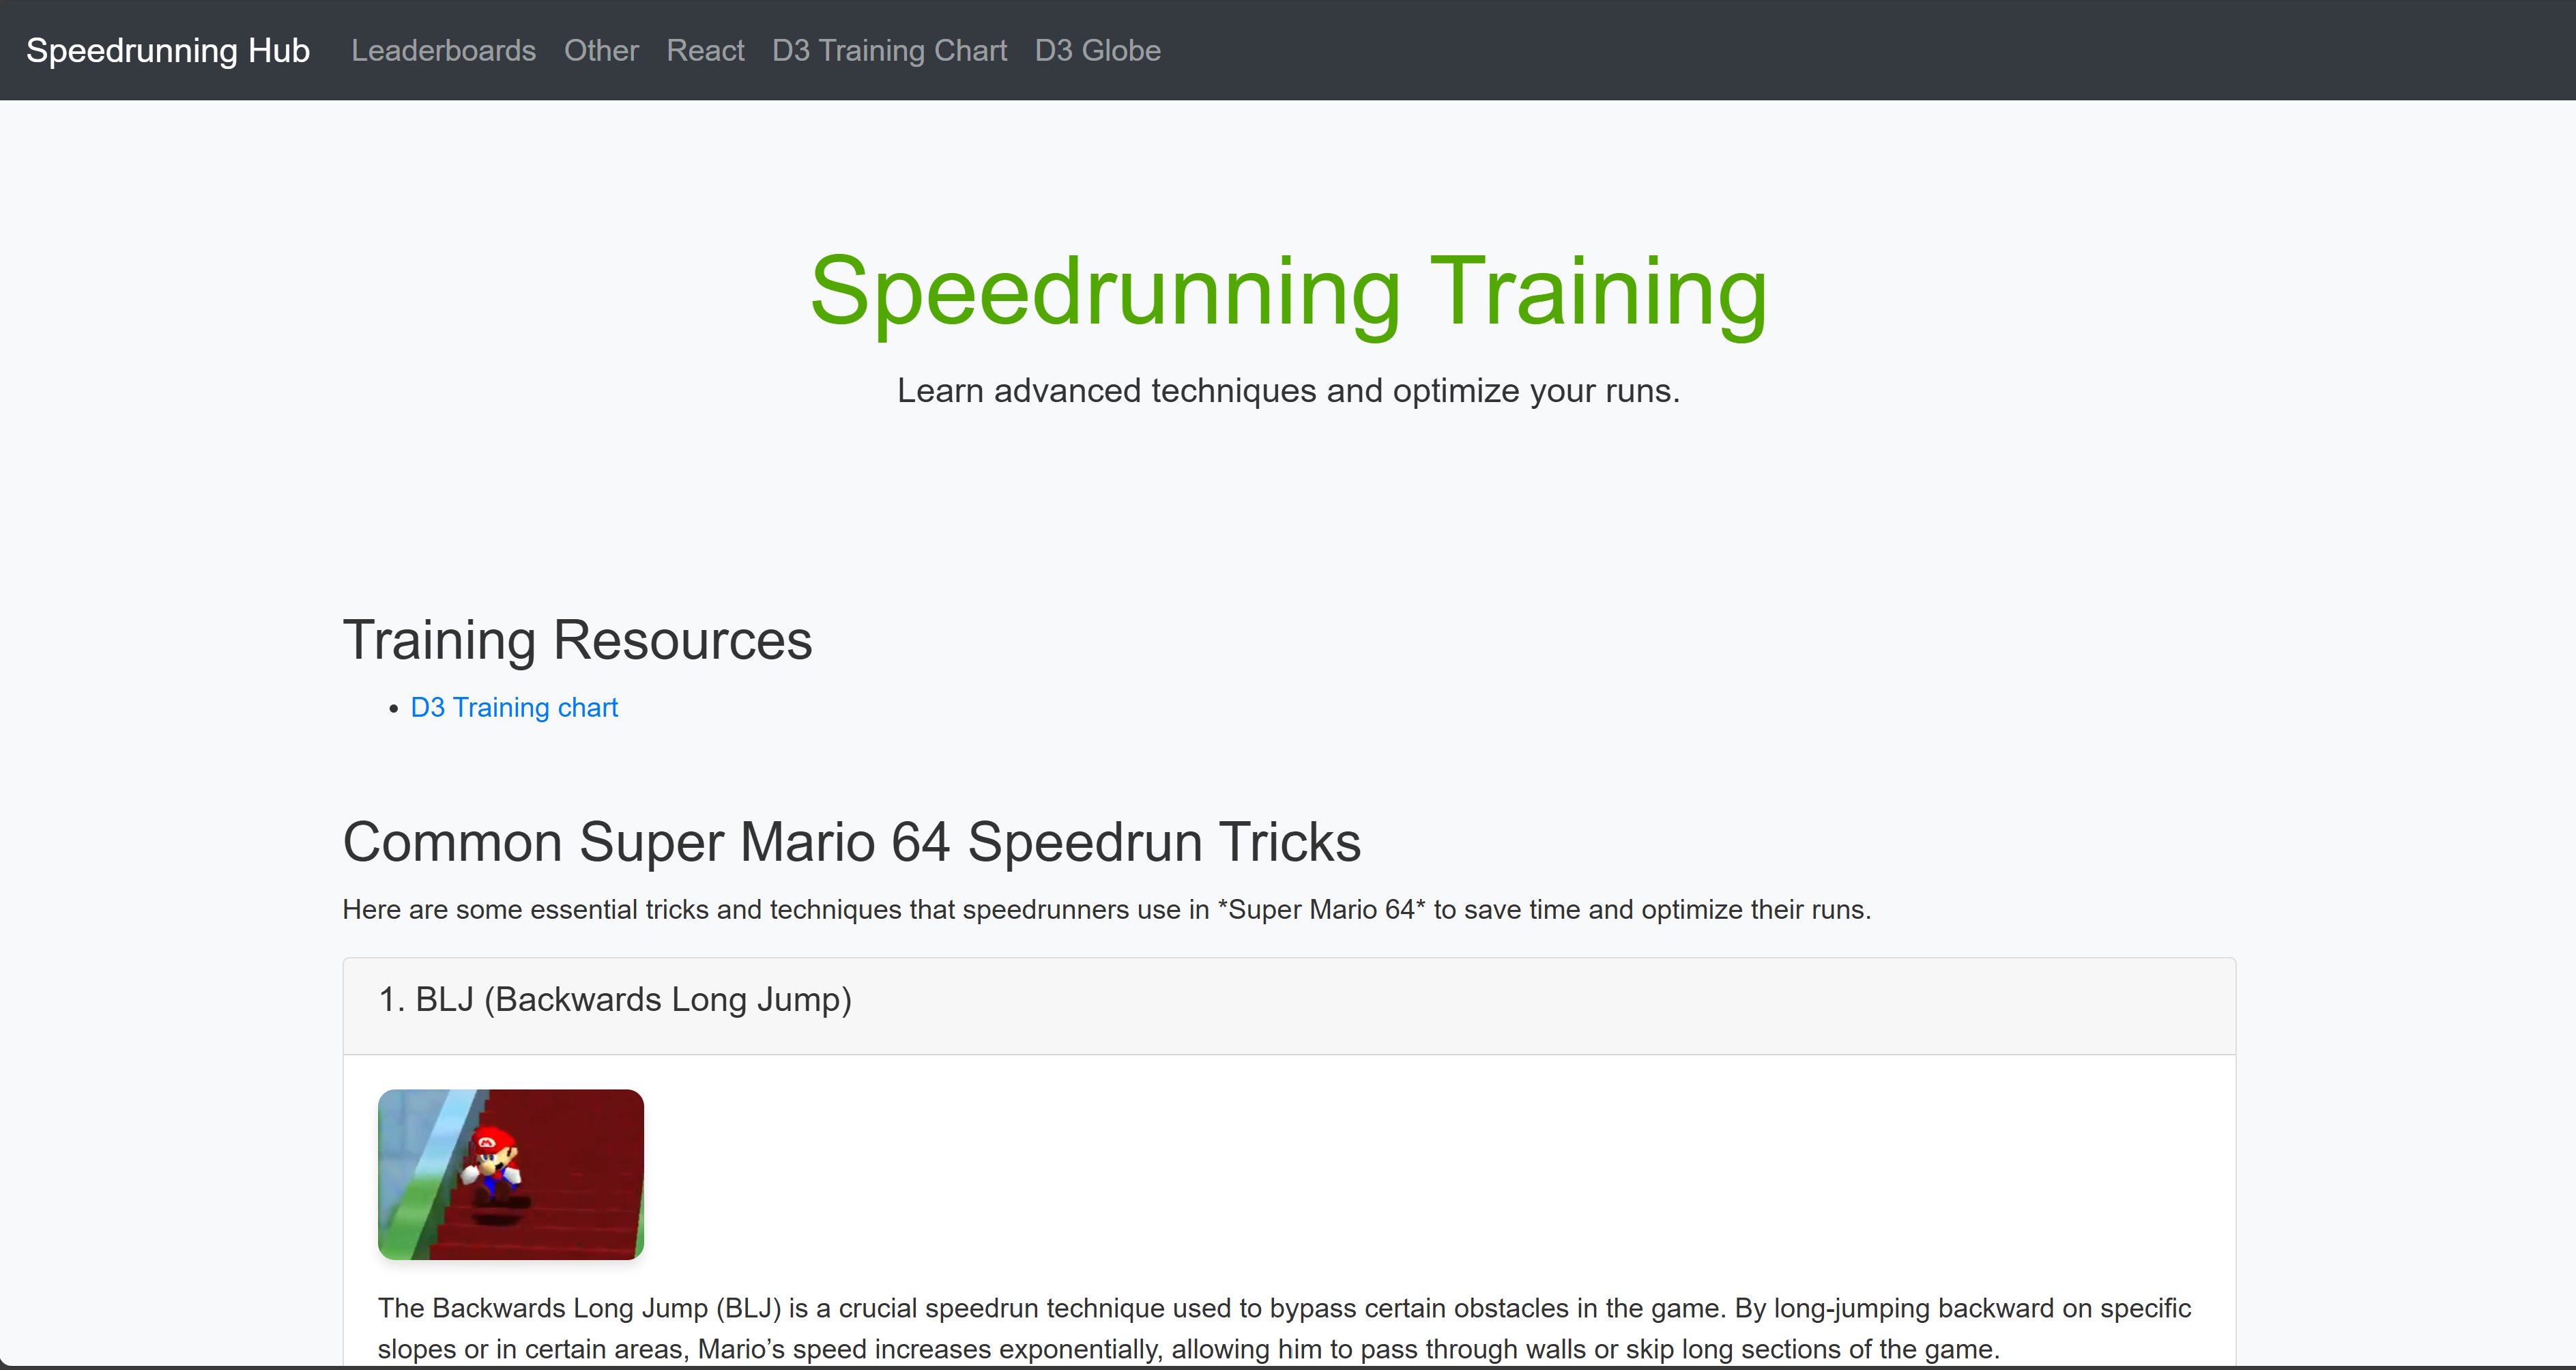 Speedrunning Hub Leaderboards Other React D3 Training Chart D3 Globe
Speedrunning Training
Learn advanced techniques and optimize your runs.
Training Resources
• D3 Training chart
Common Super Mario 64 Speedrun Tricks
Here are some essential tricks and techniques that speedrunners use in *Super Mario 64* to save time and optimize their runs.
1. BLJ (Backwards Long Jump)
The Backwards Long Jump (BLJ) is a crucial speedrun technique used to bypass certain obstacles in the game. By long-jumping backward on specific
slopes or in certain areas, Mario’s speed increases exponentially, allowing him to pass through walls or skip long sections of the game.